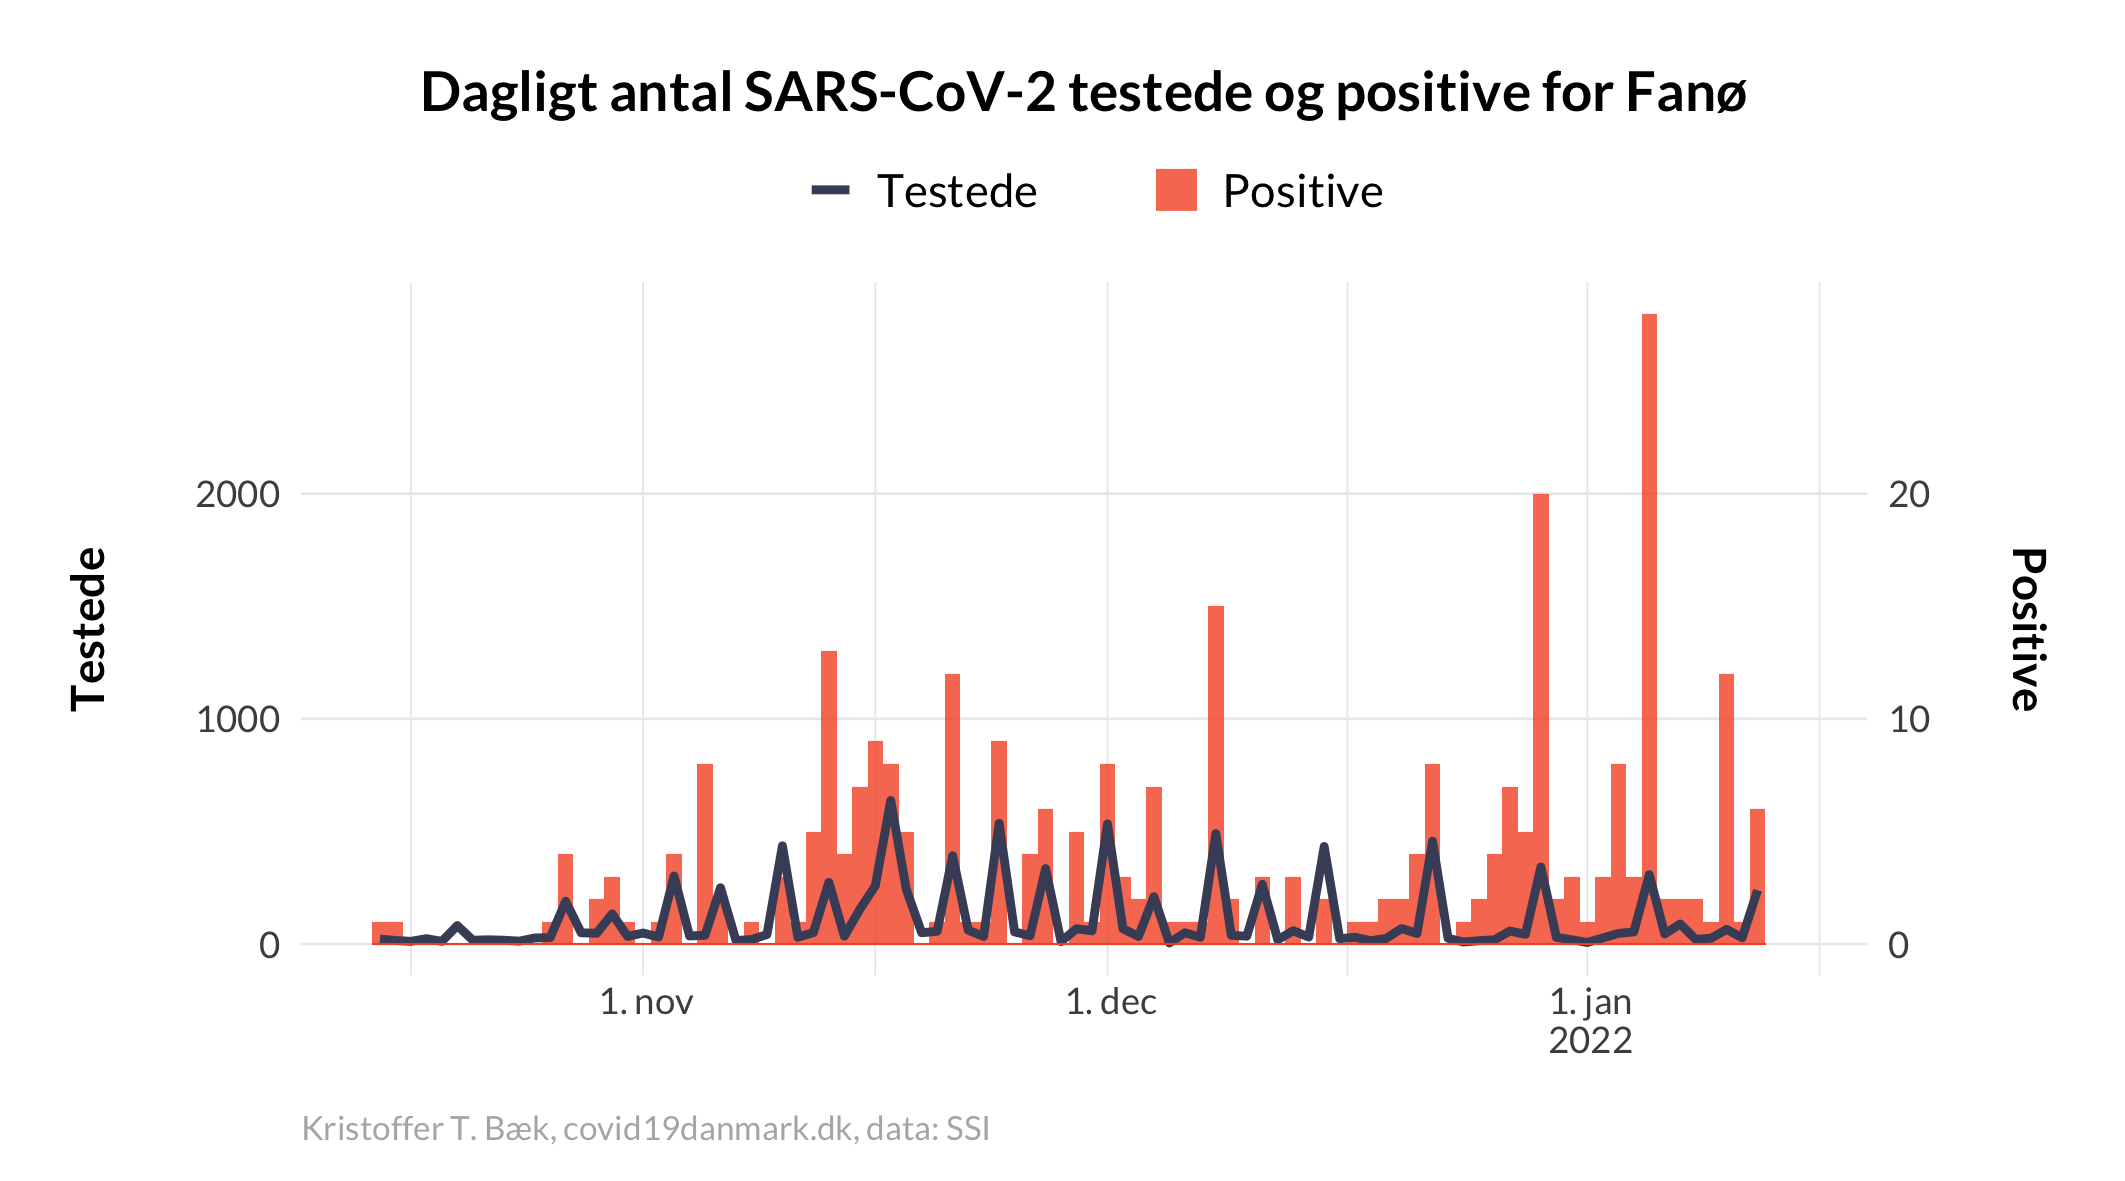 Dagligt antal SARS-CoV-2 testede og positive for Fanø
Testede
Positive
2000
1000
0
Testede
20
10
0
Positive
1. nov
1. dec
1. jan
2022
Kristoffer T. Bæk, covid19danmark.dk, data: SSI